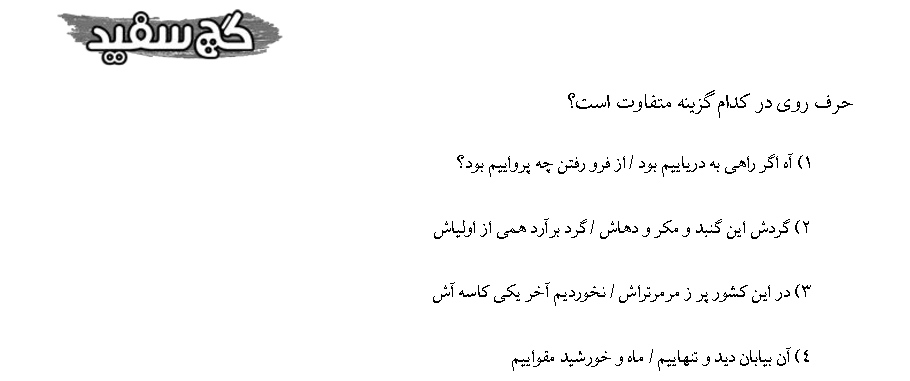 گچ سفید
حرف روی در کدام گزینه متفاوت است؟
۱) آه اگر راهی به دریاییم بود / از فرو رفتن چه پرواییم بود؟
۲) گردش این گنبد و مکر و دهاش / گرد برآرد همی از اولیاش
۳) در این کشور پر ز مرمرتراش / نخوردیم آخر یکی کاسه آش
۴) آن بیابان دید و تنهاییم / ماه و خورشید مقواییم